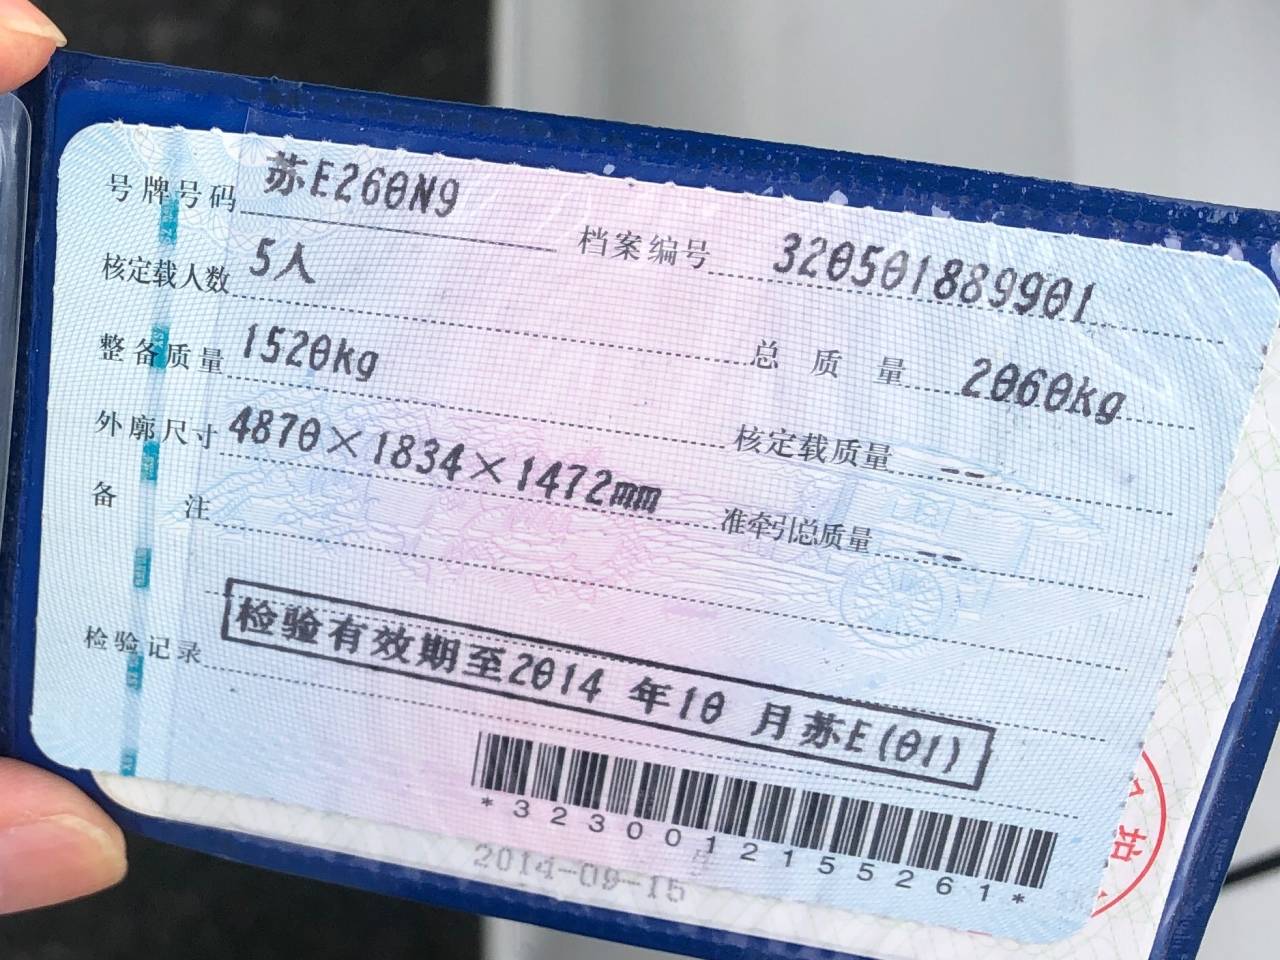 号牌号码 苏E260N9 档案编号 320501889901
核定载人数 5人 总质量 2060kg
整备质量 1520kg 核定载质量 --
外廓尺寸 4870×1834×1472mm 准牵引总质量 --
备注
检验记录 检验有效期至2014 年10 月苏E(01)
*3230012155261*
2014-09-15